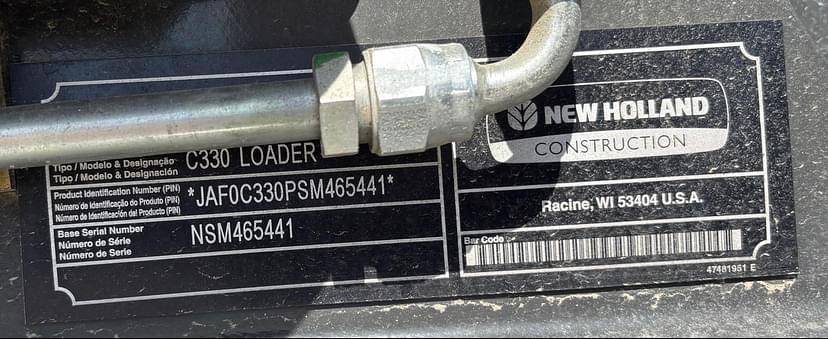 Tipo / Modelo & Designação
Tipo / Modelo & Designación
C330 LOADER
Product Identification Number (PIN)
Número de Identificação do Produto (PIN)
Número de Identificación del Producto (PIN)
*JAF0C330PSM465441*
Base Serial Number
Número de Série
Número de Serie
NSM465441
NEW HOLLAND
CONSTRUCTION
Racine, WI 53404 U.S.A.
Bar Code
47481951 E